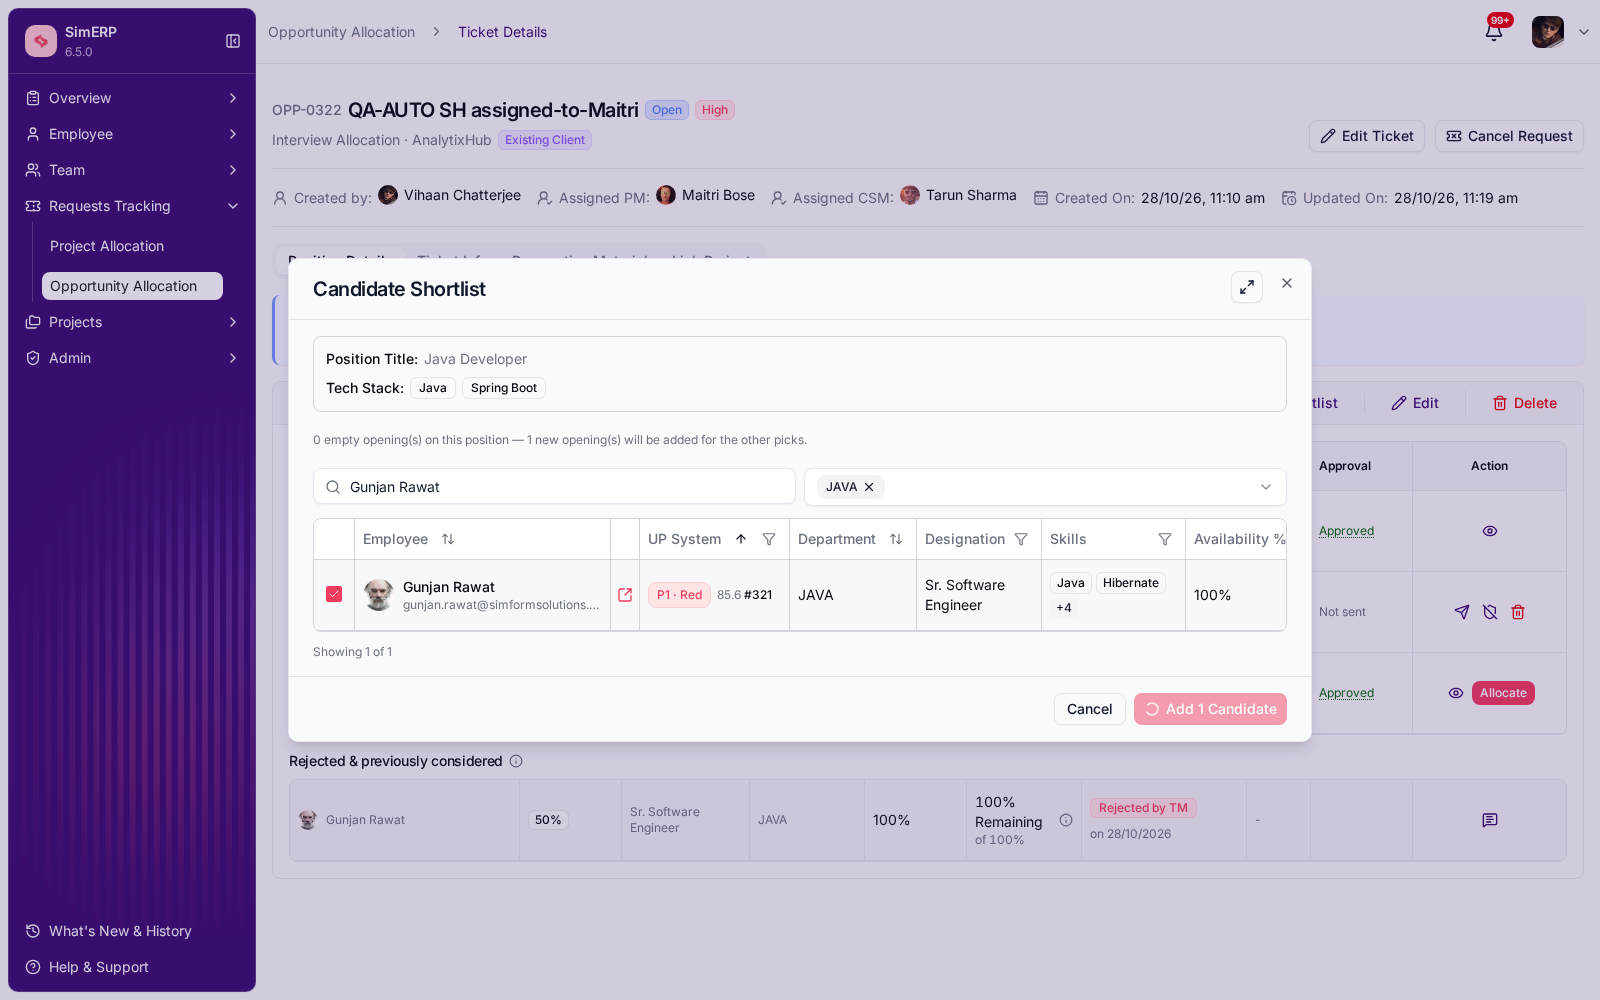 SimERP
6.5.0
Overview
Employee
Team
Requests Tracking
Project Allocation
Opportunity Allocation
Projects
Admin
What's New & History
Help & Support
Opportunity Allocation > Ticket Details
99+
OPP-0322 QA-AUTO SH assigned-to-Maitri Open High
Interview Allocation · AnalytixHub Existing Client
Edit Ticket Cancel Request
Created by: Vihaan Chatterjee Assigned PM: Maitri Bose Assigned CSM: Tarun Sharma Created On: 28/10/26, 11:10 am Updated On: 28/10/26, 11:19 am
Candidate Shortlist
Position Title: Java Developer
Tech Stack: Java Spring Boot
0 empty opening(s) on this position — 1 new opening(s) will be added for the other picks.
Gunjan Rawat JAVA
Employee UP System Department Designation Skills Availability %
Gunjan Rawat
gunjan.rawat@simformsolutions....
P1 · Red 85.6 #321 JAVA
Sr. Software
Engineer
Java Hibernate
+4
100%
Showing 1 of 1
Cancel Add 1 Candidate
tlist Edit Delete
Approval Action
Approved
Not sent
Approved Allocate
Rejected & previously considered
Gunjan Rawat 50%
Sr. Software
Engineer
JAVA 100%
100%
Remaining
of 100%
Rejected by TM
on 28/10/2026
-